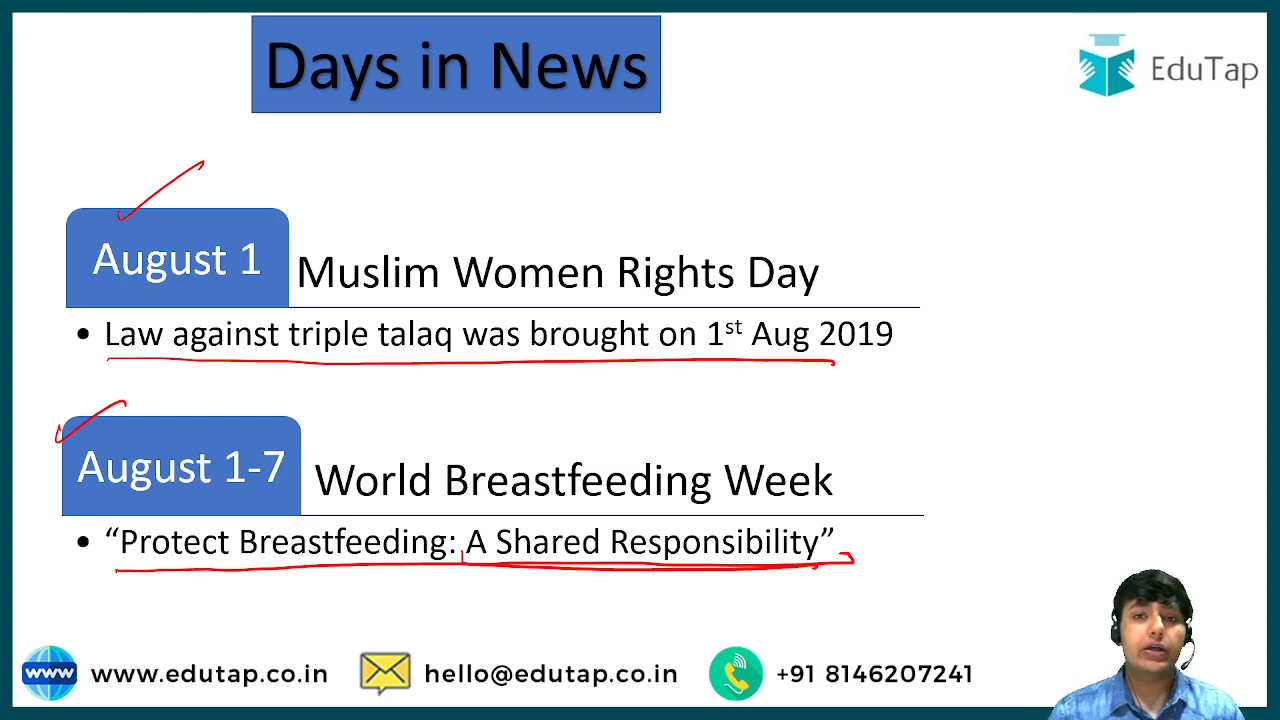 Days in News
EduTap
August 1
Muslim Women Rights Day
• Law against triple talaq was brought on 1st Aug 2019
August 1-7
World Breastfeeding Week
• “Protect Breastfeeding: A Shared Responsibility”
www www.edutap.co.in hello@edutap.co.in +91 8146207241